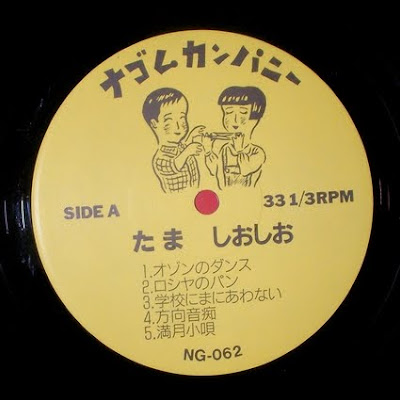 ナゴムカンパニー
SIDE A
33 1/3RPM
たま しおしお
1.オゾンのダンス
2.ロシヤのパン
3.学校にまにあわない
4.方向音痴
5.満月小唄
NG-062